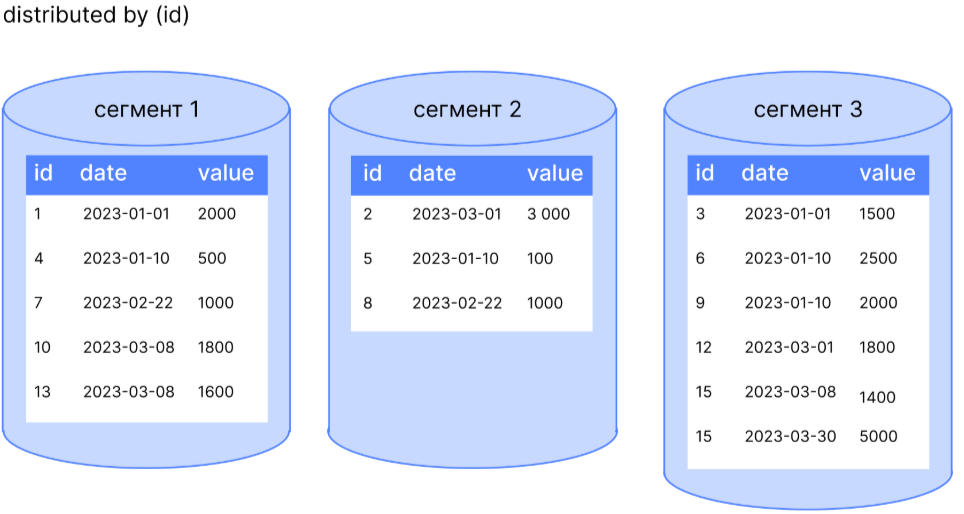 distributed by (id)
сегмент 1
id date value
1 2023-01-01 2000
4 2023-01-10 500
7 2023-02-22 1000
10 2023-03-08 1800
13 2023-03-08 1600
сегмент 2
id date value
2 2023-03-01 3 000
5 2023-01-10 100
8 2023-02-22 1000
сегмент 3
id date value
3 2023-01-01 1500
6 2023-01-10 2500
9 2023-01-10 2000
12 2023-03-01 1800
15 2023-03-08 1400
15 2023-03-30 5000